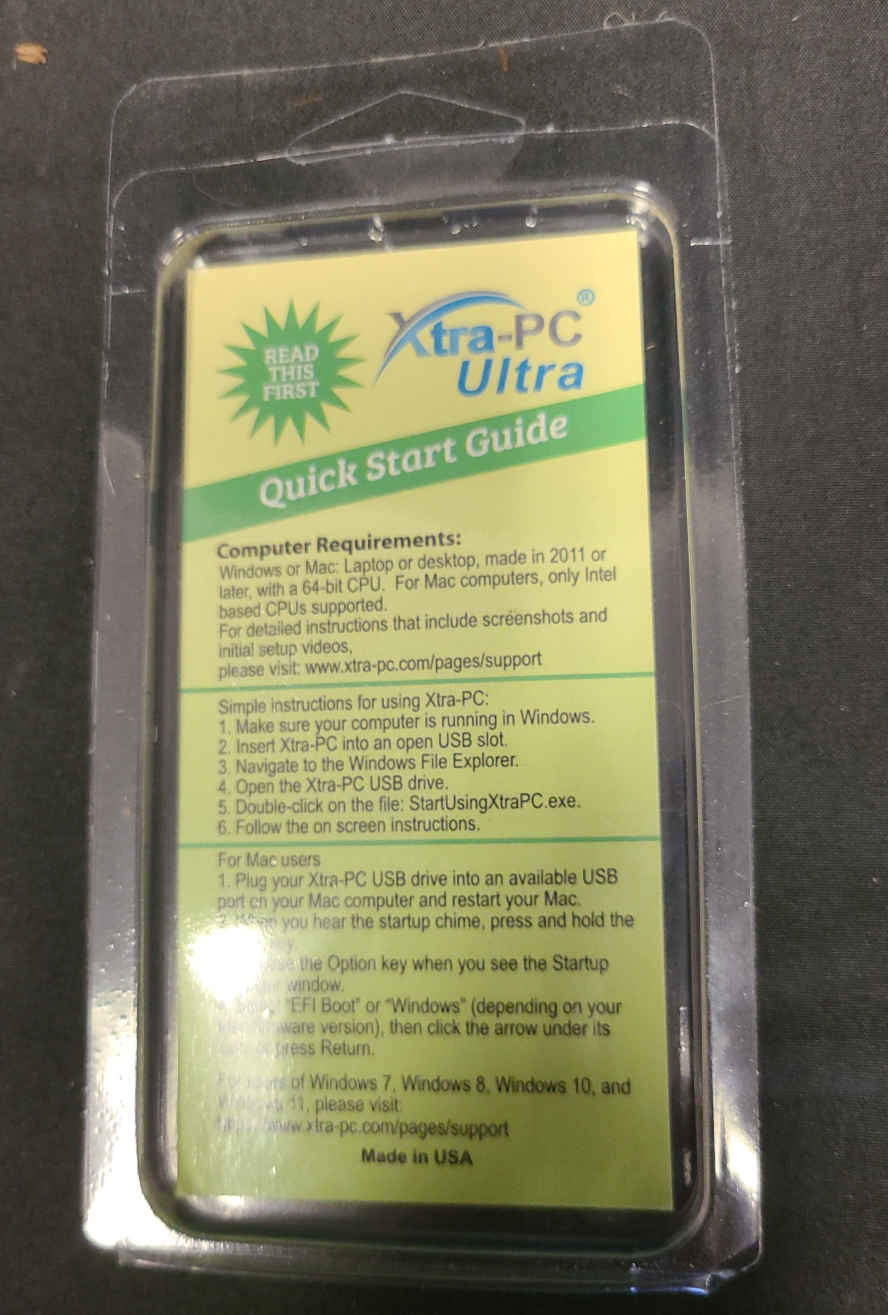 READ
THIS
FIRST
Xtra-PC®
Ultra
Quick Start Guide
Computer Requirements:
Windows or Mac: Laptop or desktop, made in 2011 or
later, with a 64-bit CPU. For Mac computers, only Intel
based CPUs supported.
For detailed instructions that include screenshots and
initial setup videos,
please visit: www.xtra-pc.com/pages/support
Simple instructions for using Xtra-PC:
1. Make sure your computer is running in Windows.
2. Insert Xtra-PC into an open USB slot.
3. Navigate to the Windows File Explorer.
4. Open the Xtra-PC USB drive.
5. Double-click on the file: StartUsingXtraPC.exe.
6. Follow the on screen instructions.
For Mac users
1. Plug your Xtra-PC USB drive into an available USB
port on your Mac computer and restart your Mac.
2. When you hear the startup chime, press and hold the
the Option key when you see the Startup
window.
"EFI Boot" or "Windows" (depending on your
version), then click the arrow under its
press Return.
of Windows 7, Windows 8, Windows 10, and
11, please visit:
www.xtra-pc.com/pages/support
Made in USA